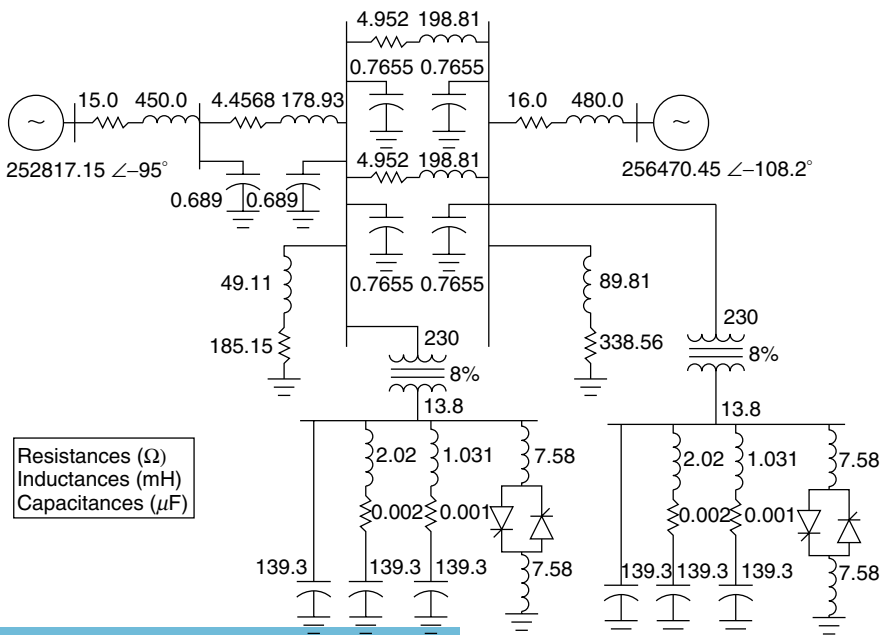 4.952 198.81
0.7655 0.7655
15.0 450.0 4.4568 178.93
16.0 480.0
~
~
252817.15 ∠–95°
256470.45 ∠–108.2°
4.952 198.81
0.689 0.689
0.7655 0.7655
49.11
89.81
185.15
338.56
230
8%
13.8
230
8%
13.8
Resistances (Ω)
Inductances (mH)
Capacitances (μF)
2.02 1.031 7.58
0.002 0.001
139.3 139.3 139.3 7.58
2.02 1.031 7.58
0.002 0.001
139.3 139.3 139.3 7.58